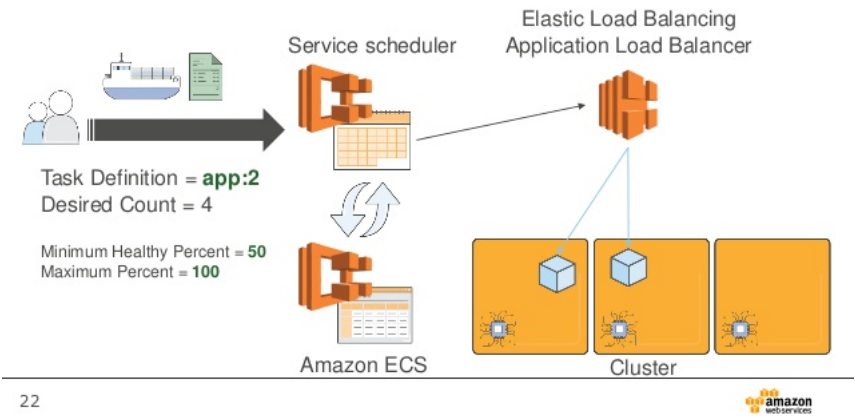 Elastic Load Balancing
Service scheduler
Application Load Balancer
Task Definition = app:2
Desired Count = 4
Minimum Healthy Percent = 50
Maximum Percent = 100
Amazon ECS
Cluster
22
amazon
webservices